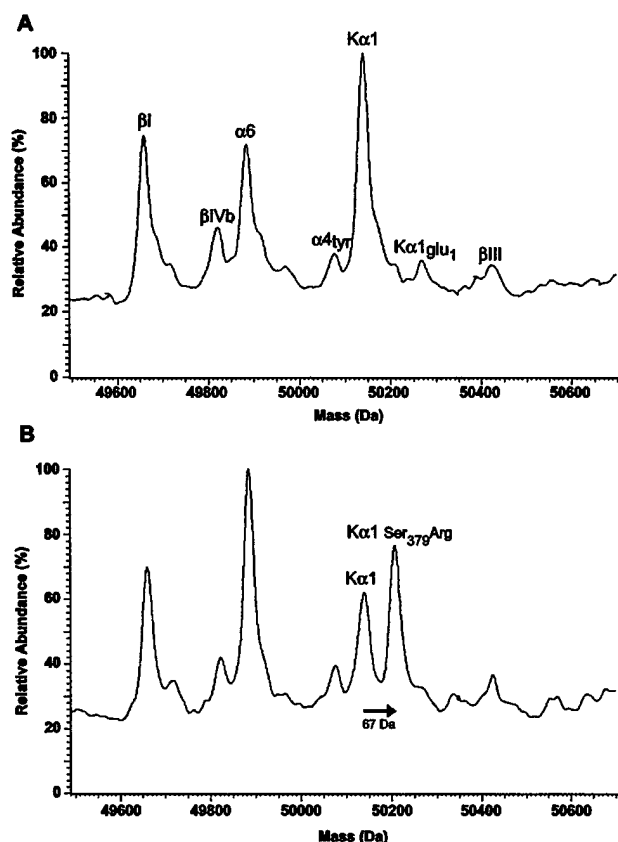 A
Kα1
βI
α6
βIVb
α4tyr
Kα1glu1
βIII
Relative Abundance (%)
100
80
60
40
20
0
49600 49800 50000 50200 50400 50600
Mass (Da)
B
Kα1 Ser379Arg
Kα1
67 Da
Relative Abundance (%)
100
80
60
40
20
0
49600 49800 50000 50200 50400 50600
Mass (Da)